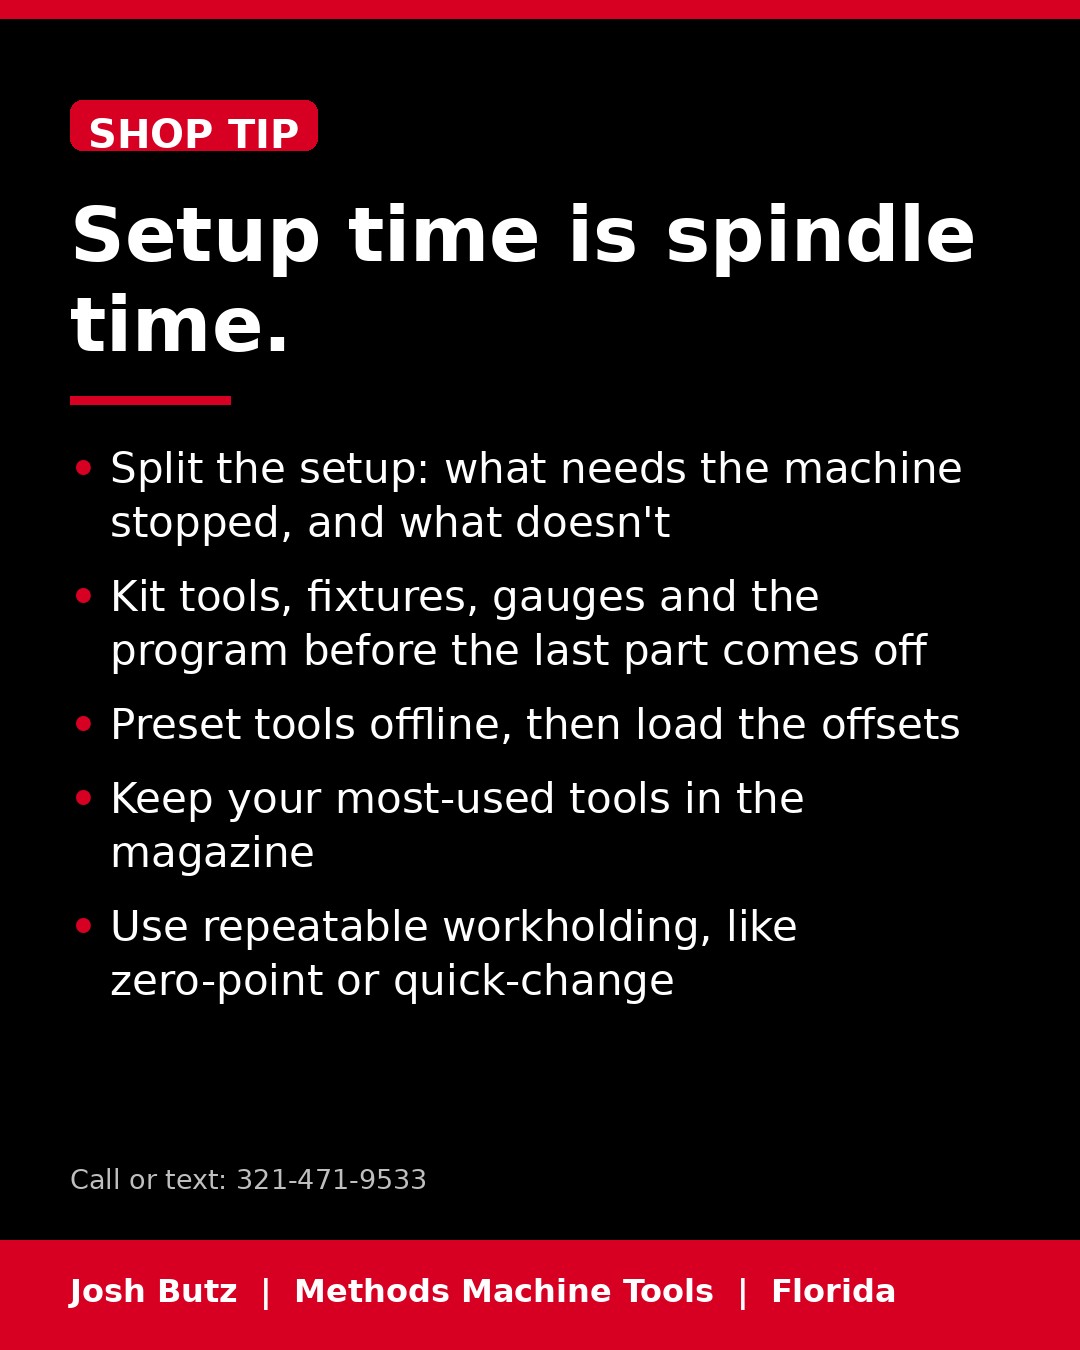 SHOP TIP
Setup time is spindle
time.
• Split the setup: what needs the machine
stopped, and what doesn't
• Kit tools, fixtures, gauges and the
program before the last part comes off
• Preset tools offline, then load the offsets
• Keep your most-used tools in the
magazine
• Use repeatable workholding, like
zero-point or quick-change
Call or text: 321-471-9533
Josh Butz | Methods Machine Tools | Florida